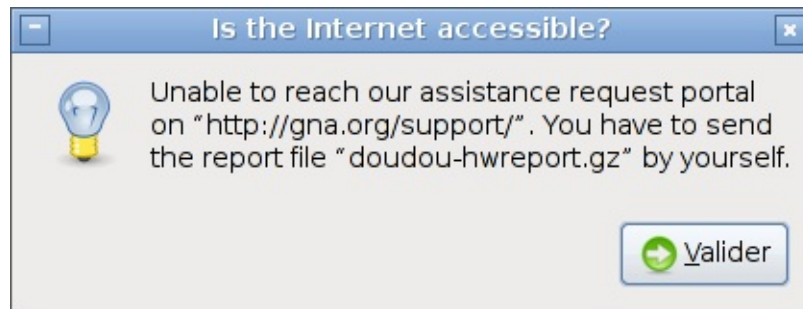 Is the Internet accessible?
Unable to reach our assistance request portal
on “http://gna.org/support/”. You have to send
the report file “doudou-hwreport.gz” by yourself.
Valider